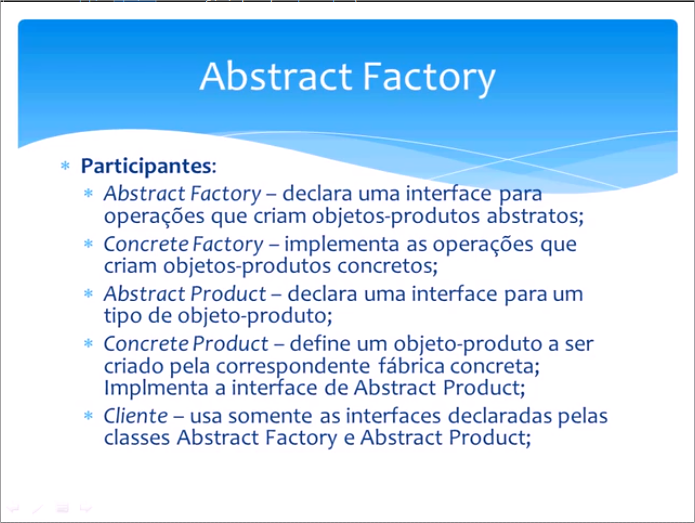 Abstract Factory
Participantes:
Abstract Factory – declara uma interface para
operações que criam objetos-produtos abstratos;
Concrete Factory – implementa as operações que
criam objetos-produtos concretos;
Abstract Product – declara uma interface para um
tipo de objeto-produto;
Concrete Product – define um objeto-produto a ser
criado pela correspondente fábrica concreta;
Implmenta a interface de Abstract Product;
Cliente – usa somente as interfaces declaradas pelas
classes Abstract Factory e Abstract Product;